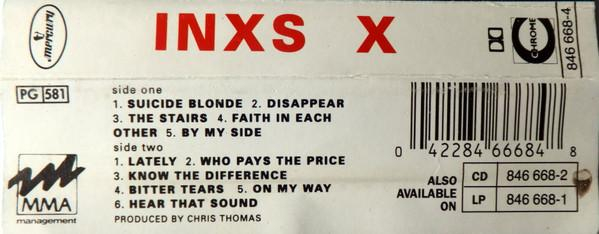 mercury
INXS X
CHROME
846 668-4
PG 581
side one
1. SUICIDE BLONDE 2. DISAPPEAR
3. THE STAIRS 4. FAITH IN EACH
OTHER 5. BY MY SIDE
side two
1. LATELY 2. WHO PAYS THE PRICE
3. KNOW THE DIFFERENCE
4. BITTER TEARS 5. ON MY WAY
6. HEAR THAT SOUND
PRODUCED BY CHRIS THOMAS
MMA
management
0 42284 66684 8
ALSO
AVAILABLE
ON
CD 846 668-2
LP 846 668-1